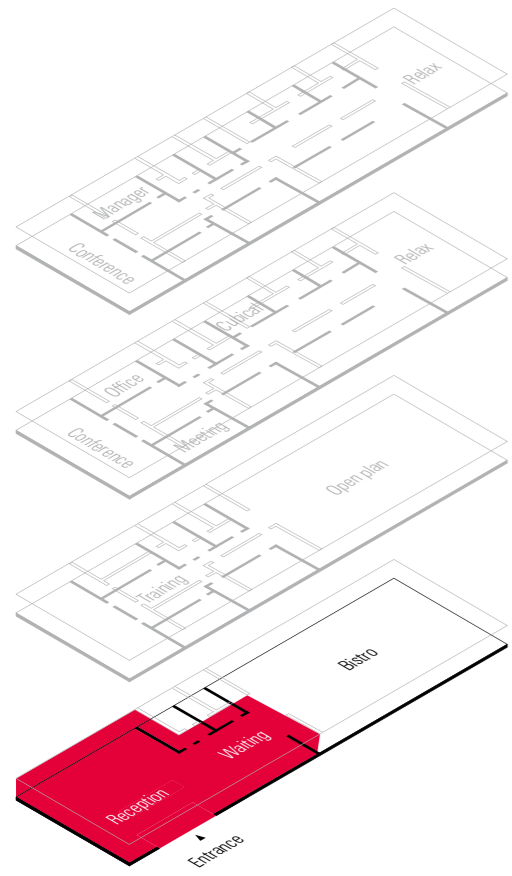 Relax
Manager
Conference
Relax
Cubical
Office
Conference
Meeting
Open plan
Training
Bistro
Waiting
Reception
Entrance